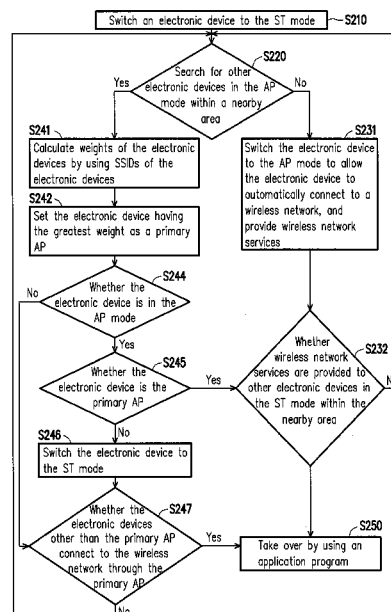 Switch an electronic device to the ST mode
S210
S220
Search for other
electronic devices in the AP
mode within a nearby
area
Yes
No
S241
Calculate weights of the electronic
devices by using SSIDs of the
electronic devices
S231
Switch the electronic device
to the AP mode to allow
the electronic device to
automatically connect to a
wireless network, and
provide wireless network
services
S242
Set the electronic device having
the greatest weight as a primary
AP
S244
Whether the
electronic device is in the
AP mode
No
Yes
S245
Whether the
electronic device is the
primary AP
Yes
No
S232
Whether
wireless network
services are provided to
other electronic devices in
the ST mode within the
nearby area
S246
Switch the electronic device to
the ST mode
S247
Whether the
electronic devices
other than the primary AP
connect to the wireless
network through the
primary AP
Yes
No
S250
Take over by using an
application program